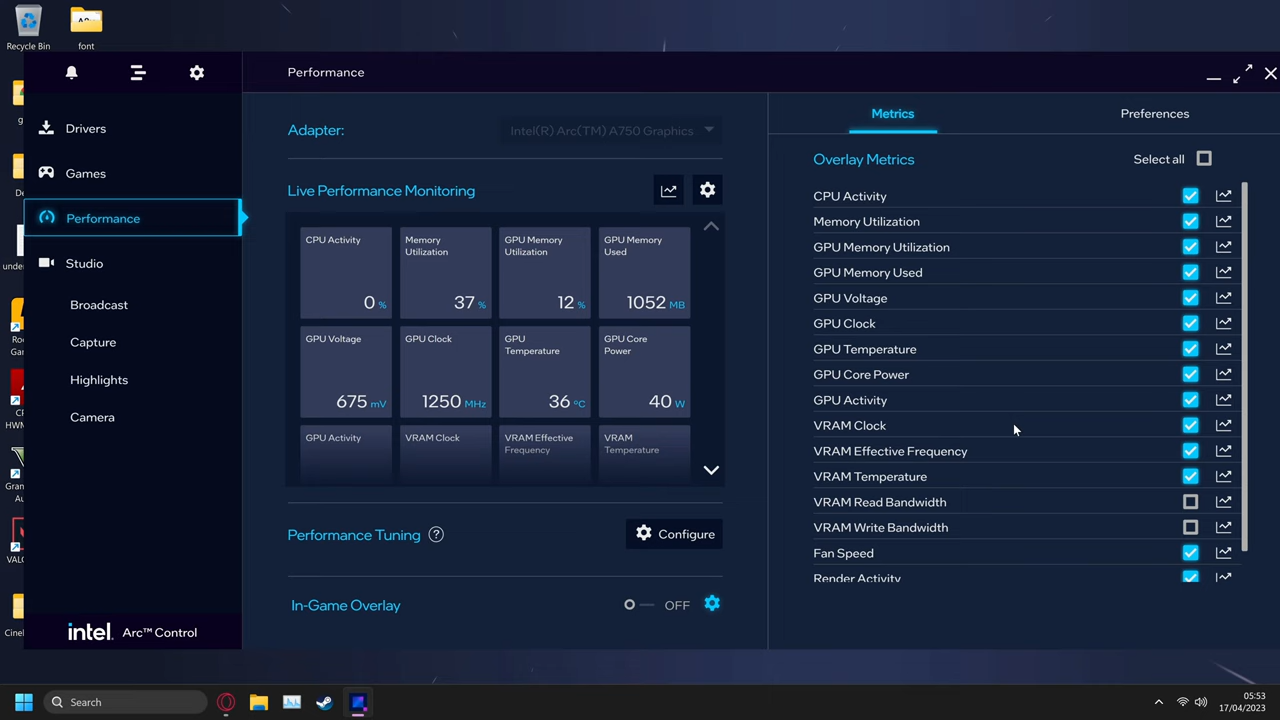 Recycle Bin
font
Performance
Drivers
Games
Performance
Studio
Broadcast
Capture
Highlights
Camera
intel. Arc™ Control
Adapter:
Intel(R) Arc(TM) A750 Graphics
Live Performance Monitoring
CPU Activity
0 %
Memory
Utilization
37 %
GPU Memory
Utilization
12 %
GPU Memory
Used
1052 MB
GPU Voltage
675 mV
GPU Clock
1250 MHz
GPU
Temperature
36 °C
GPU Core
Power
40 W
GPU Activity
VRAM Clock
VRAM Effective
Frequency
VRAM
Temperature
Performance Tuning ?
Configure
In-Game Overlay
OFF
Metrics
Preferences
Overlay Metrics
Select all
CPU Activity
Memory Utilization
GPU Memory Utilization
GPU Memory Used
GPU Voltage
GPU Clock
GPU Temperature
GPU Core Power
GPU Activity
VRAM Clock
VRAM Effective Frequency
VRAM Temperature
VRAM Read Bandwidth
VRAM Write Bandwidth
Fan Speed
Render Activity
Search
05:53
17/04/2023